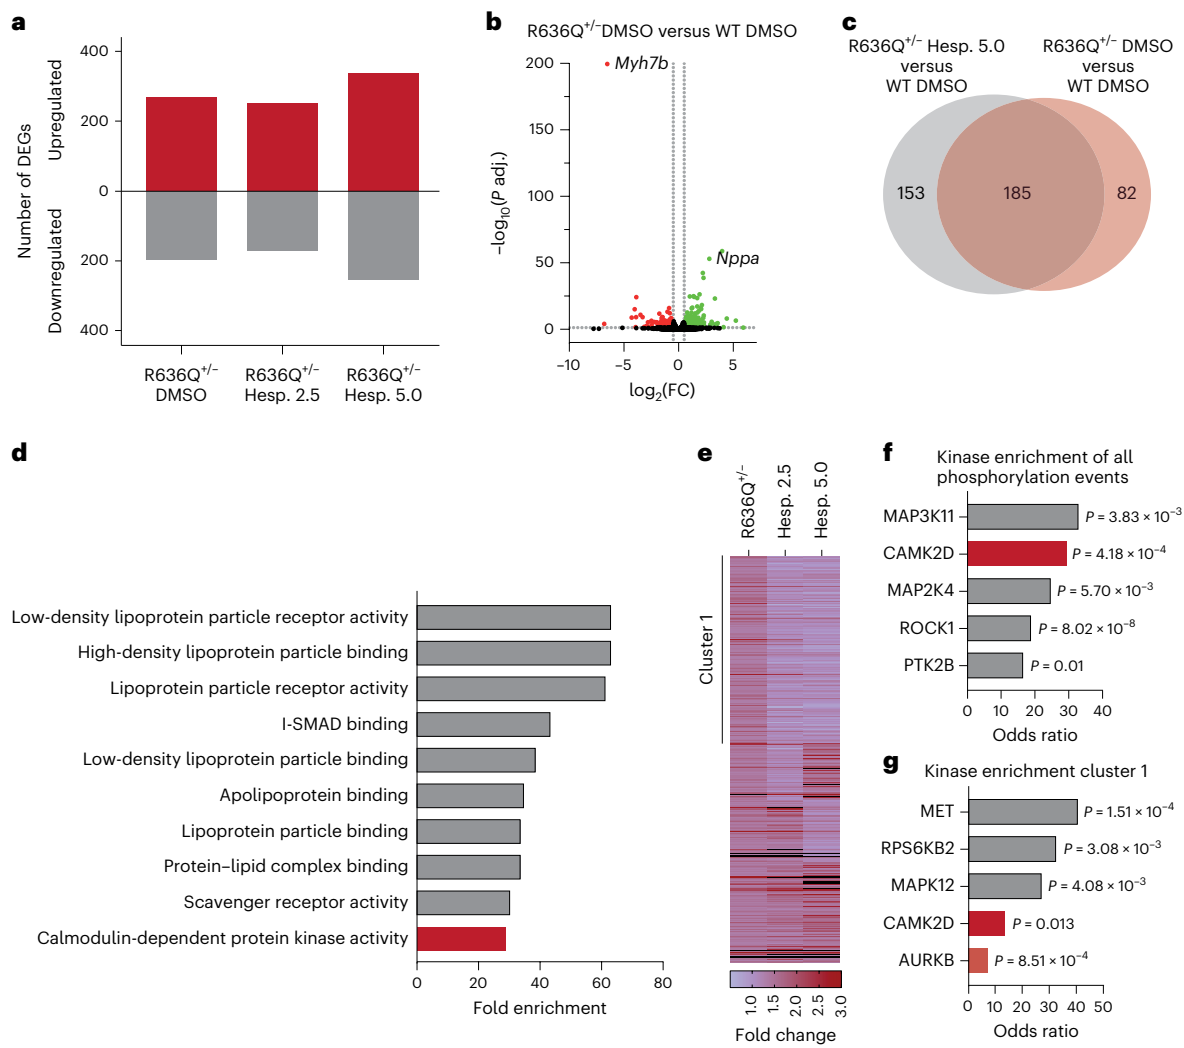 a
400
200
0
200
400
Number of DEGs
Upregulated
Downregulated
R636Q+/–
DMSO
R636Q+/–
Hesp. 2.5
R636Q+/–
Hesp. 5.0
b
R636Q+/–DMSO versus WT DMSO
200
150
100
50
0
–log10(P adj.)
Myh7b
Nppa
–10
–5
0
5
log2(FC)
c
R636Q+/– Hesp. 5.0
versus
WT DMSO
R636Q+/– DMSO
versus
WT DMSO
153
185
82
d
Low-density lipoprotein particle receptor activity
High-density lipoprotein particle binding
Lipoprotein particle receptor activity
I-SMAD binding
Low-density lipoprotein particle binding
Apolipoprotein binding
Lipoprotein particle binding
Protein–lipid complex binding
Scavenger receptor activity
Calmodulin-dependent protein kinase activity
0
20
40
60
80
Fold enrichment
e
R636Q+/–
Hesp. 2.5
Hesp. 5.0
Cluster 1
1.0
1.5
2.0
2.5
3.0
Fold change
f
Kinase enrichment of all
phosphorylation events
MAP3K11
P = 3.83 × 10–3
CAMK2D
P = 4.18 × 10–4
MAP2K4
P = 5.70 × 10–3
ROCK1
P = 8.02 × 10–8
PTK2B
P = 0.01
0
10
20
30
40
Odds ratio
g
Kinase enrichment cluster 1
MET
P = 1.51 × 10–4
RPS6KB2
P = 3.08 × 10–3
MAPK12
P = 4.08 × 10–3
CAMK2D
P = 0.013
AURKB
P = 8.51 × 10–4
0
10
20
30
40
50
Odds ratio